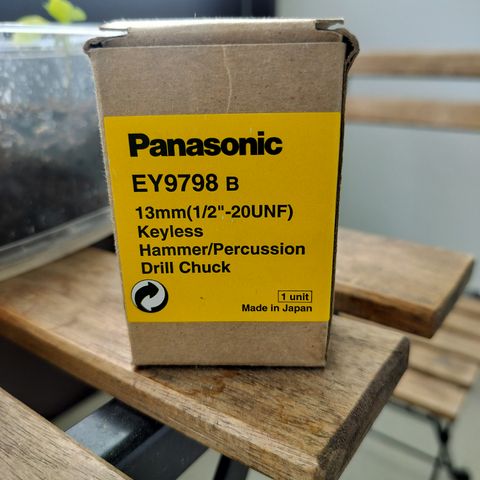 Panasonic
EY9798 B
13mm(1/2"-20UNF)
Keyless
Hammer/Percussion
Drill Chuck
1 unit
Made in Japan